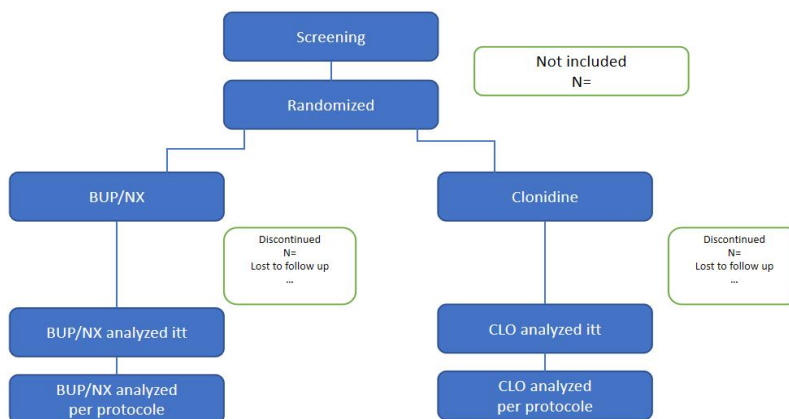 Screening
Not included
N=
Randomized
BUP/NX
Clonidine
Discontinued
N=
Lost to follow up
...
Discontinued
N=
Lost to follow up
...
BUP/NX analyzed itt
CLO analyzed itt
BUP/NX analyzed
per protocole
CLO analyzed
per protocole